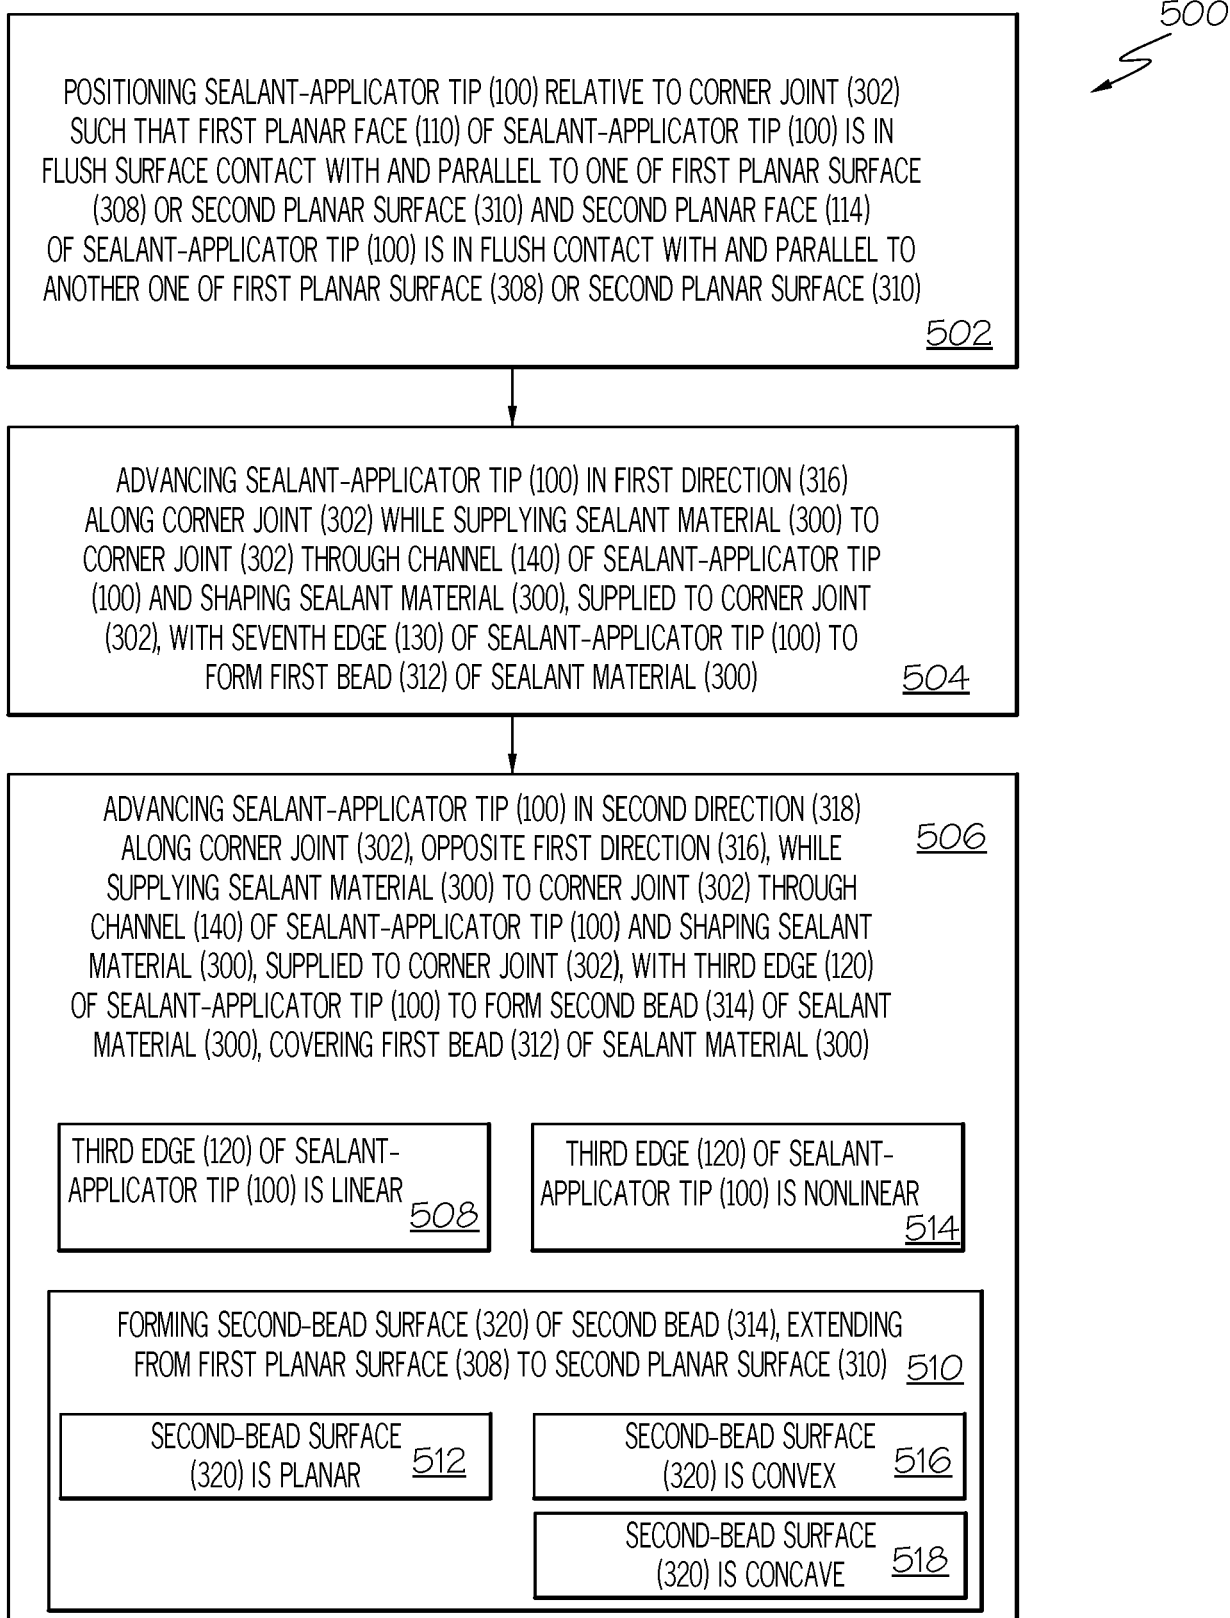 500
POSITIONING SEALANT-APPLICATOR TIP (100) RELATIVE TO CORNER JOINT (302)
SUCH THAT FIRST PLANAR FACE (110) OF SEALANT-APPLICATOR TIP (100) IS IN
FLUSH SURFACE CONTACT WITH AND PARALLEL TO ONE OF FIRST PLANAR SURFACE
(308) OR SECOND PLANAR SURFACE (310) AND SECOND PLANAR FACE (114)
OF SEALANT-APPLICATOR TIP (100) IS IN FLUSH CONTACT WITH AND PARALLEL TO
ANOTHER ONE OF FIRST PLANAR SURFACE (308) OR SECOND PLANAR SURFACE (310)
502
ADVANCING SEALANT-APPLICATOR TIP (100) IN FIRST DIRECTION (316)
ALONG CORNER JOINT (302) WHILE SUPPLYING SEALANT MATERIAL (300) TO
CORNER JOINT (302) THROUGH CHANNEL (140) OF SEALANT-APPLICATOR TIP
(100) AND SHAPING SEALANT MATERIAL (300), SUPPLIED TO CORNER JOINT
(302), WITH SEVENTH EDGE (130) OF SEALANT-APPLICATOR TIP (100) TO
FORM FIRST BEAD (312) OF SEALANT MATERIAL (300)
504
ADVANCING SEALANT-APPLICATOR TIP (100) IN SECOND DIRECTION (318)
ALONG CORNER JOINT (302), OPPOSITE FIRST DIRECTION (316), WHILE
506
SUPPLYING SEALANT MATERIAL (300) TO CORNER JOINT (302) THROUGH
CHANNEL (140) OF SEALANT-APPLICATOR TIP (100) AND SHAPING SEALANT
MATERIAL (300), SUPPLIED TO CORNER JOINT (302), WITH THIRD EDGE (120)
OF SEALANT-APPLICATOR TIP (100) TO FORM SECOND BEAD (314) OF SEALANT
MATERIAL (300), COVERING FIRST BEAD (312) OF SEALANT MATERIAL (300)
THIRD EDGE (120) OF SEALANT-
APPLICATOR TIP (100) IS LINEAR
508
THIRD EDGE (120) OF SEALANT-
APPLICATOR TIP (100) IS NONLINEAR
514
FORMING SECOND-BEAD SURFACE (320) OF SECOND BEAD (314), EXTENDING
FROM FIRST PLANAR SURFACE (308) TO SECOND PLANAR SURFACE (310)
510
SECOND-BEAD SURFACE
(320) IS PLANAR
512
SECOND-BEAD SURFACE
(320) IS CONVEX
516
SECOND-BEAD SURFACE
(320) IS CONCAVE
518